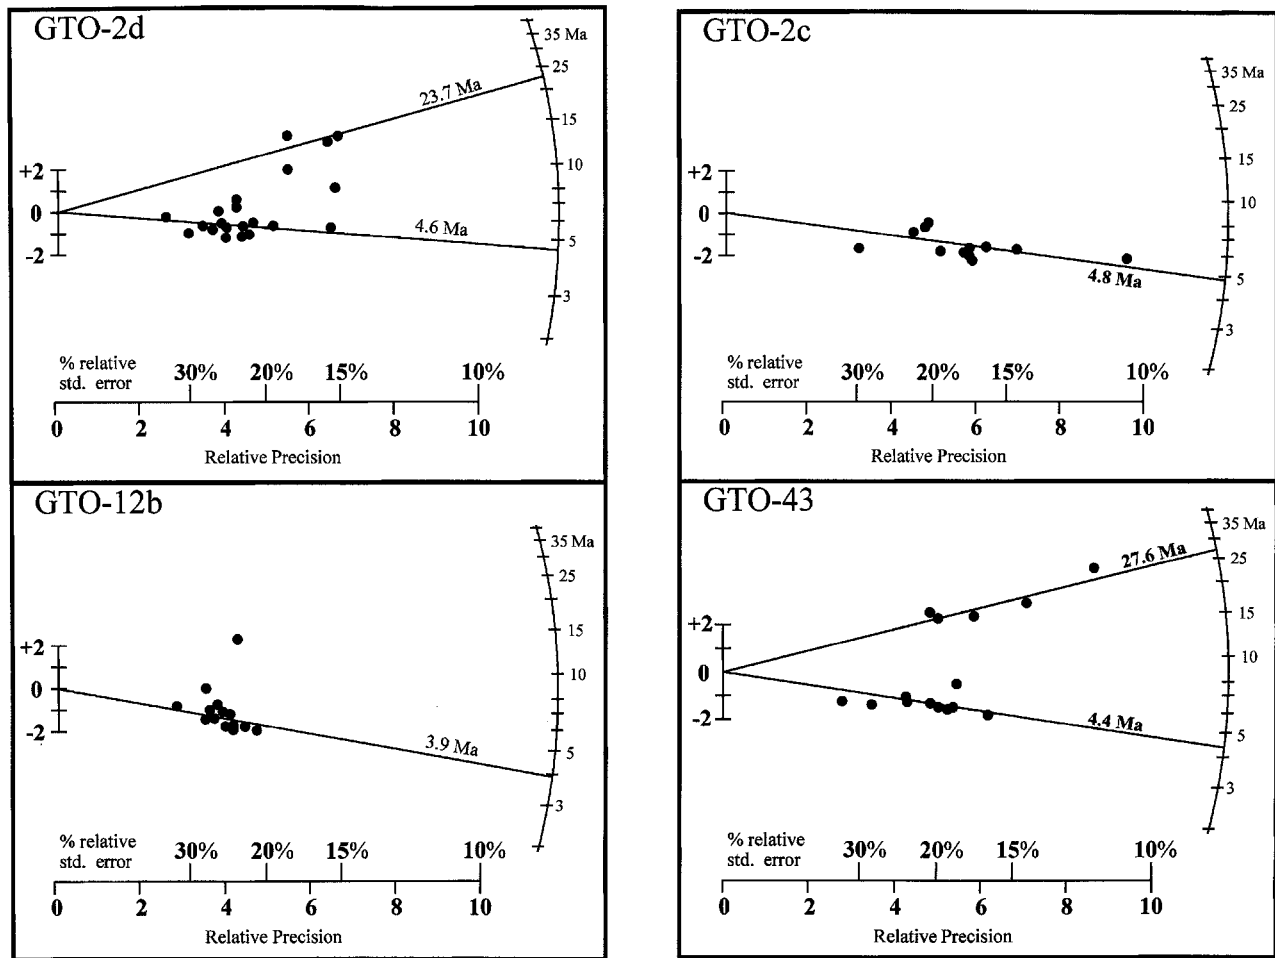 GTO-2d
35 Ma
25
23.7 Ma
15
10
+2
0
4.6 Ma
-2
5
3
% relative
std. error
30% 20% 15% 10%
0 2 4 6 8 10
Relative Precision
GTO-2c
35 Ma
25
15
+2
10
0
-2
4.8 Ma
5
3
% relative
std. error
30% 20% 15% 10%
0 2 4 6 8 10
Relative Precision
GTO-12b
35 Ma
25
15
+2
10
0
-2
3.9 Ma
5
3
% relative
std. error
30% 20% 15% 10%
0 2 4 6 8 10
Relative Precision
GTO-43
35 Ma
27.6 Ma
25
15
+2
10
0
-2
4.4 Ma
5
3
% relative
std. error
30% 20% 15% 10%
0 2 4 6 8 10
Relative Precision